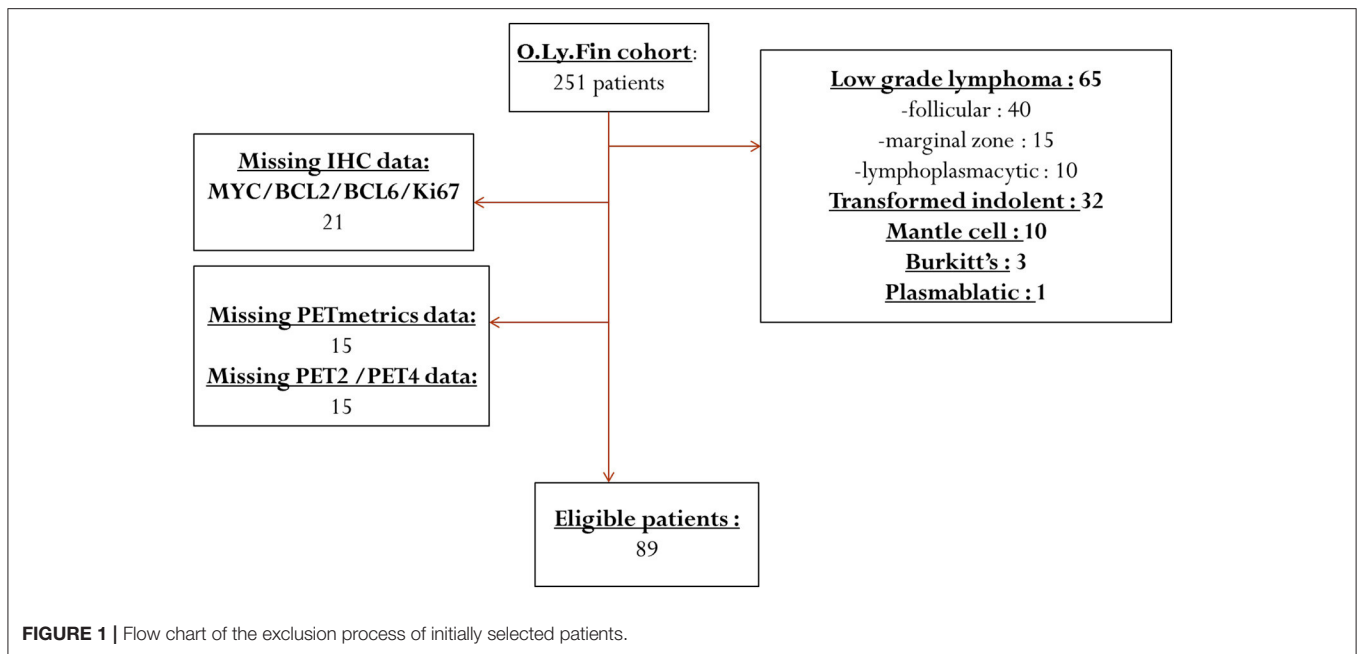 O.Ly.Fin cohort:
251 patients
Low grade lymphoma : 65
-follicular : 40
-marginal zone : 15
-lymphoplasmacytic : 10
Transformed indolent : 32
Mantle cell : 10
Burkitt's : 3
Plasmablatic : 1
Missing IHC data:
MYC/BCL2/BCL6/Ki67
21
Missing PETmetrics data:
15
Missing PET2 /PET4 data:
15
Eligible patients :
89
FIGURE 1 | Flow chart of the exclusion process of initially selected patients.